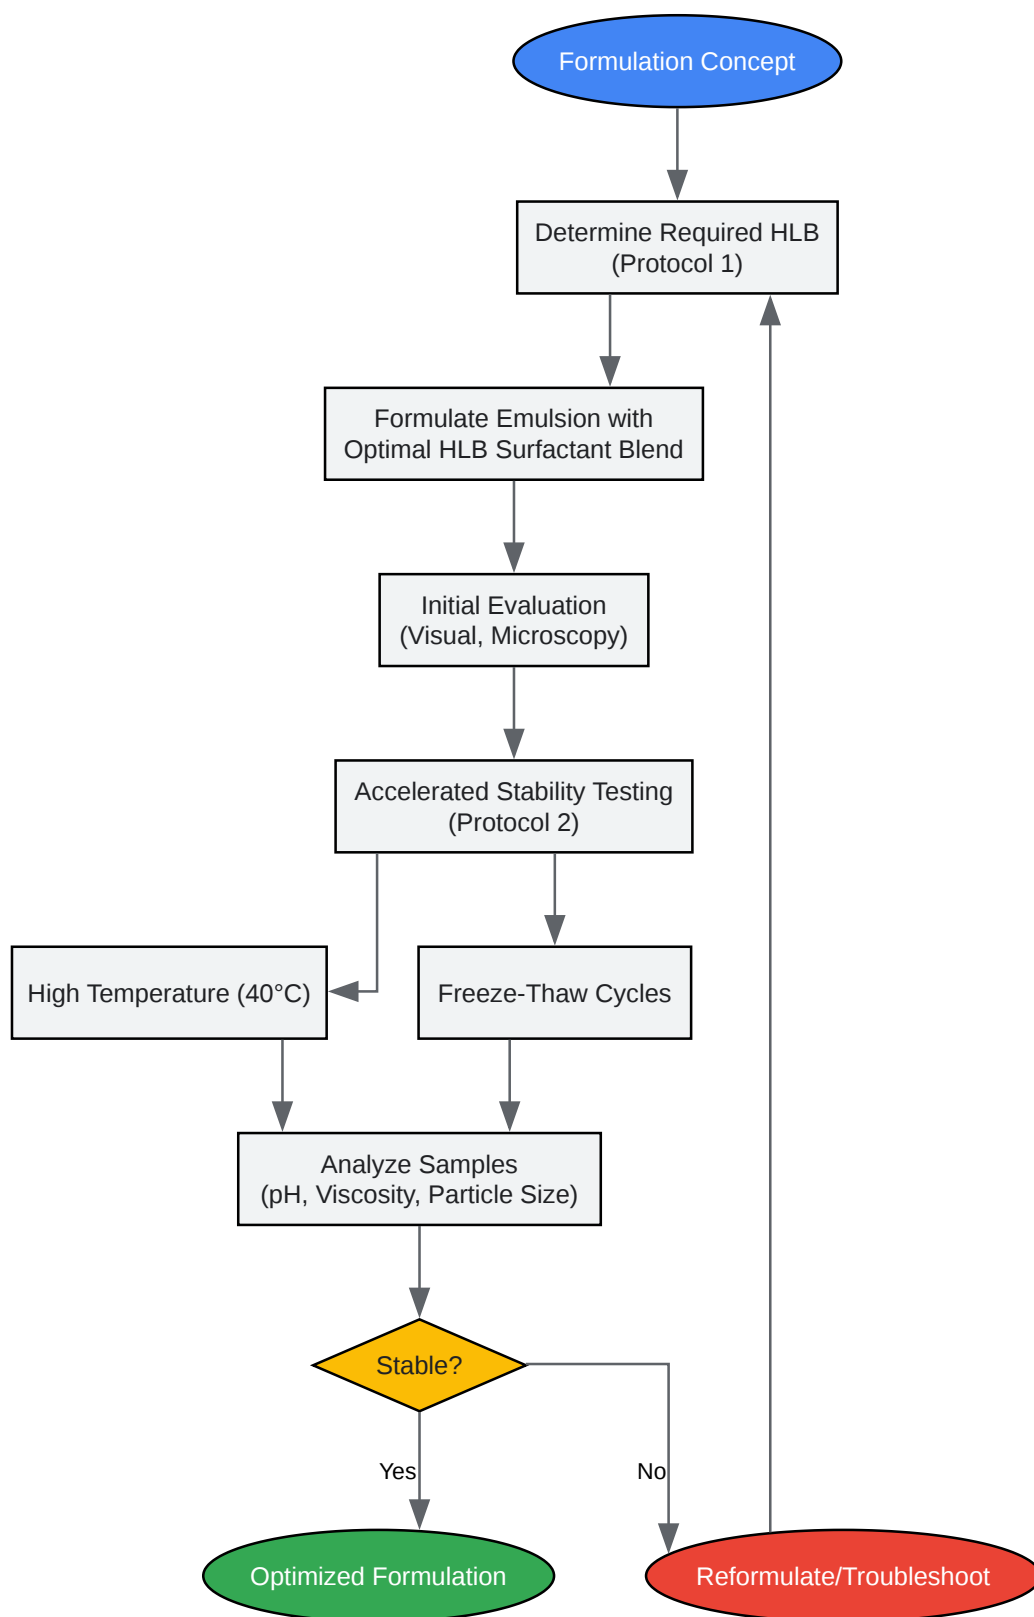 Formulation Concept
Determine Required HLB
(Protocol 1)
Formulate Emulsion with
Optimal HLB Surfactant Blend
Initial Evaluation
(Visual, Microscopy)
Accelerated Stability Testing
(Protocol 2)
High Temperature (40°C)
Freeze-Thaw Cycles
Analyze Samples
(pH, Viscosity, Particle Size)
Stable?
Yes
No
Optimized Formulation
Reformulate/Troubleshoot